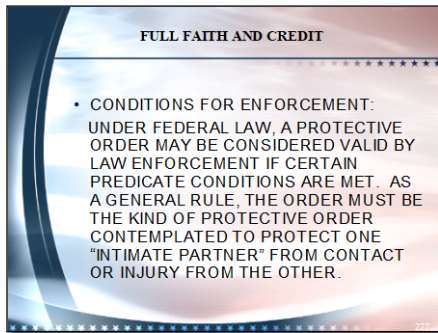 FULL FAITH AND CREDIT
• CONDITIONS FOR ENFORCEMENT:
UNDER FEDERAL LAW, A PROTECTIVE
ORDER MAY BE CONSIDERED VALID BY
LAW ENFORCEMENT IF CERTAIN
PREDICATE CONDITIONS ARE MET. AS
A GENERAL RULE, THE ORDER MUST BE
THE KIND OF PROTECTIVE ORDER
CONTEMPLATED TO PROTECT ONE
“INTIMATE PARTNER” FROM CONTACT
OR INJURY FROM THE OTHER.